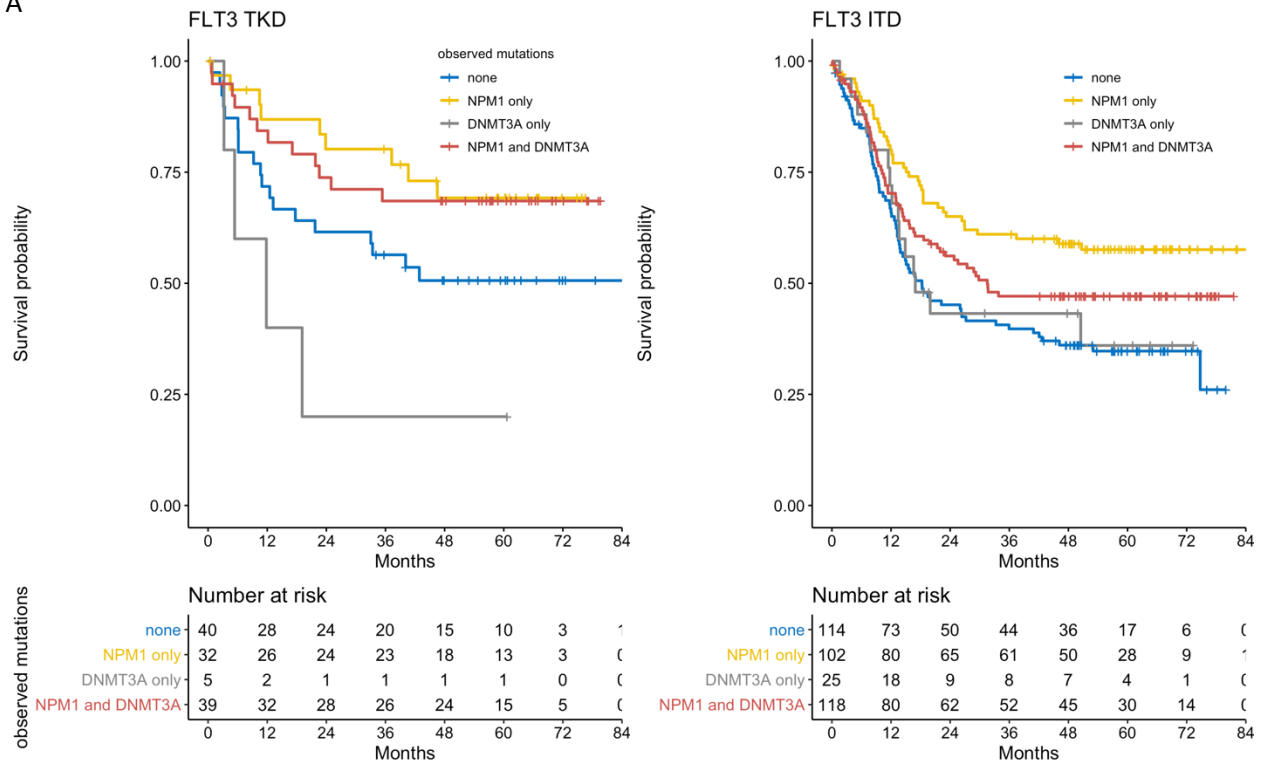 A
FLT3 TKD
observed mutations
none
NPM1 only
DNMT3A only
NPM1 and DNMT3A
Survival probability
1.00
0.75
0.50
0.25
0.00
0 12 24 36 48 60 72 84
Months
FLT3 ITD
none
NPM1 only
DNMT3A only
NPM1 and DNMT3A
Survival probability
1.00
0.75
0.50
0.25
0.00
0 12 24 36 48 60 72 84
Months
observed mutations
Number at risk
none 40 28 24 20 15 10 3 1
NPM1 only 32 26 24 23 18 13 3 0
DNMT3A only 5 2 1 1 1 1 0 0
NPM1 and DNMT3A 39 32 28 26 24 15 5 0
0 12 24 36 48 60 72 84
Months
Number at risk
none 114 73 50 44 36 17 6 0
NPM1 only 102 80 65 61 50 28 9 1
DNMT3A only 25 18 9 8 7 4 1 0
NPM1 and DNMT3A 118 80 62 52 45 30 14 0
0 12 24 36 48 60 72 84
Months